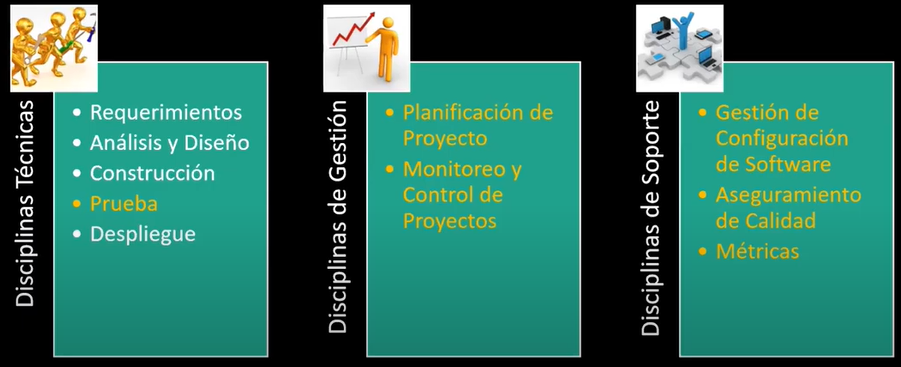 Disciplinas Técnicas
• Requerimientos
• Análisis y Diseño
• Construcción
• Prueba
• Despliegue
Disciplinas de Gestión
• Planificación de
Proyecto
• Monitoreo y
Control de
Proyectos
Disciplinas de Soporte
• Gestión de
Configuración
de Software
• Aseguramiento
de Calidad
• Métricas